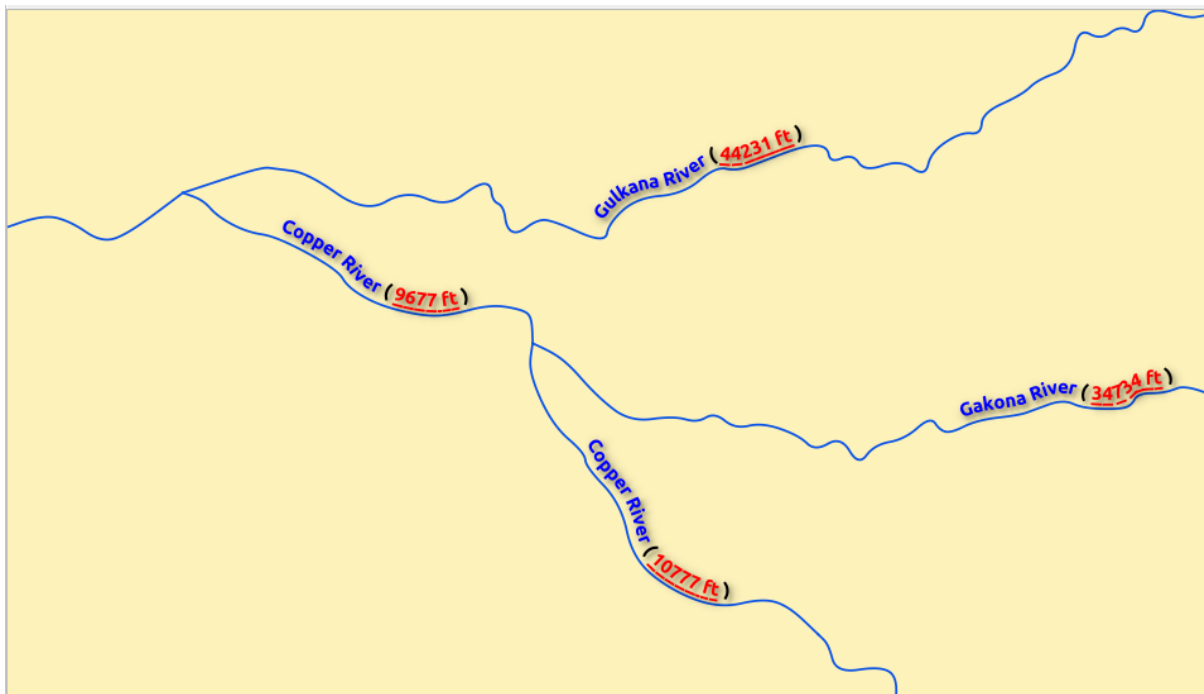 Gulkana River (44231 ft)
Copper River (9677 ft)
Gakona River (34734 ft)
Copper River (10777 ft)